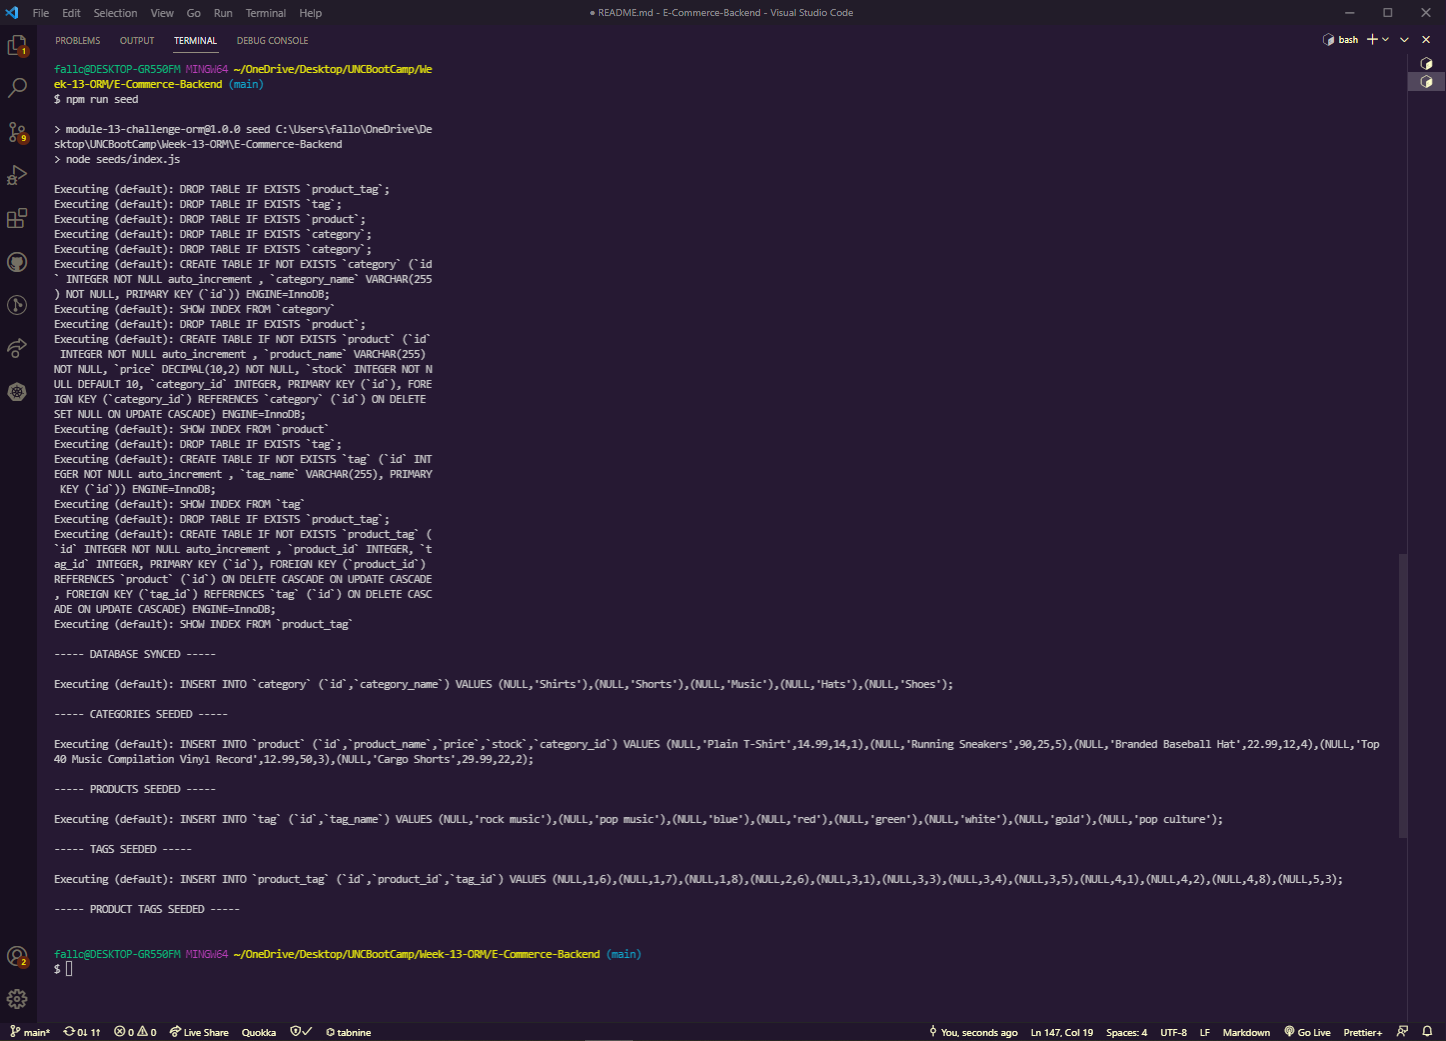 File Edit Selection View Go Run Terminal Help
● README.md - E-Commerce-Backend - Visual Studio Code
PROBLEMS OUTPUT TERMINAL DEBUG CONSOLE
bash
1
9
2
fallo@DESKTOP-GR550FM MINGW64 ~/OneDrive/Desktop/UNCBootCamp/We
ek-13-ORM/E-Commerce-Backend (main)
$ npm run seed
> module-13-challenge-orm@1.0.0 seed C:\Users\fallo\OneDrive\De
sktop\UNCBootCamp\Week-13-ORM\E-Commerce-Backend
> node seeds/index.js
Executing (default): DROP TABLE IF EXISTS `product_tag`;
Executing (default): DROP TABLE IF EXISTS `tag`;
Executing (default): DROP TABLE IF EXISTS `product`;
Executing (default): DROP TABLE IF EXISTS `category`;
Executing (default): DROP TABLE IF EXISTS `category`;
Executing (default): CREATE TABLE IF NOT EXISTS `category` (`id
` INTEGER NOT NULL auto_increment , `category_name` VARCHAR(255
) NOT NULL, PRIMARY KEY (`id`)) ENGINE=InnoDB;
Executing (default): SHOW INDEX FROM `category`
Executing (default): DROP TABLE IF EXISTS `product`;
Executing (default): CREATE TABLE IF NOT EXISTS `product` (`id`
 INTEGER NOT NULL auto_increment , `product_name` VARCHAR(255)
NOT NULL, `price` DECIMAL(10,2) NOT NULL, `stock` INTEGER NOT N
ULL DEFAULT 10, `category_id` INTEGER, PRIMARY KEY (`id`), FORE
IGN KEY (`category_id`) REFERENCES `category` (`id`) ON DELETE
SET NULL ON UPDATE CASCADE) ENGINE=InnoDB;
Executing (default): SHOW INDEX FROM `product`
Executing (default): DROP TABLE IF EXISTS `tag`;
Executing (default): CREATE TABLE IF NOT EXISTS `tag` (`id` INT
EGER NOT NULL auto_increment , `tag_name` VARCHAR(255), PRIMARY
 KEY (`id`)) ENGINE=InnoDB;
Executing (default): SHOW INDEX FROM `tag`
Executing (default): DROP TABLE IF EXISTS `product_tag`;
Executing (default): CREATE TABLE IF NOT EXISTS `product_tag` (
`id` INTEGER NOT NULL auto_increment , `product_id` INTEGER, `t
ag_id` INTEGER, PRIMARY KEY (`id`), FOREIGN KEY (`product_id`)
REFERENCES `product` (`id`) ON DELETE CASCADE ON UPDATE CASCADE
, FOREIGN KEY (`tag_id`) REFERENCES `tag` (`id`) ON DELETE CASC
ADE ON UPDATE CASCADE) ENGINE=InnoDB;
Executing (default): SHOW INDEX FROM `product_tag`
----- DATABASE SYNCED -----
Executing (default): INSERT INTO `category` (`id`,`category_name`) VALUES (NULL,'Shirts'),(NULL,'Shorts'),(NULL,'Music'),(NULL,'Hats'),(NULL,'Shoes');
----- CATEGORIES SEEDED -----
Executing (default): INSERT INTO `product` (`id`,`product_name`,`price`,`stock`,`category_id`) VALUES (NULL,'Plain T-Shirt',14.99,14,1),(NULL,'Running Sneakers',90,25,5),(NULL,'Branded Baseball Hat',22.99,12,4),(NULL,'Top
40 Music Compilation Vinyl Record',12.99,50,3),(NULL,'Cargo Shorts',29.99,22,2);
----- PRODUCTS SEEDED -----
Executing (default): INSERT INTO `tag` (`id`,`tag_name`) VALUES (NULL,'rock music'),(NULL,'pop music'),(NULL,'blue'),(NULL,'red'),(NULL,'green'),(NULL,'white'),(NULL,'gold'),(NULL,'pop culture');
----- TAGS SEEDED -----
Executing (default): INSERT INTO `product_tag` (`id`,`product_id`,`tag_id`) VALUES (NULL,1,6),(NULL,1,7),(NULL,1,8),(NULL,2,6),(NULL,3,1),(NULL,3,3),(NULL,3,4),(NULL,3,5),(NULL,4,1),(NULL,4,2),(NULL,4,8),(NULL,5,3);
----- PRODUCT TAGS SEEDED -----
fallo@DESKTOP-GR550FM MINGW64 ~/OneDrive/Desktop/UNCBootCamp/Week-13-ORM/E-Commerce-Backend (main)
$
main* 0↓ 1↑ 0 0 Live Share Quokka tabnine You, seconds ago Ln 147, Col 19 Spaces: 4 UTF-8 LF Markdown Go Live Prettier+